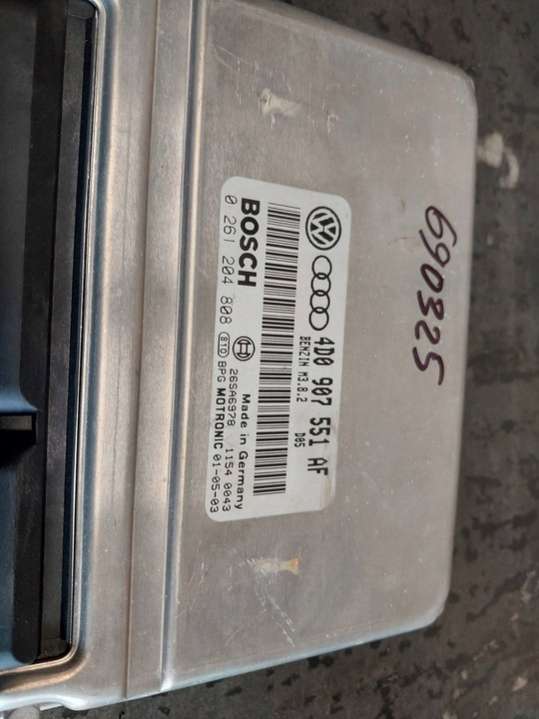 4D0 907 551 AF
BENZIN M3.8.2 D05
BOSCH
Made in Germany
26SA6978 1154 0043
0 261 204 808 BPG MOTRONIC 01-05-03
690325